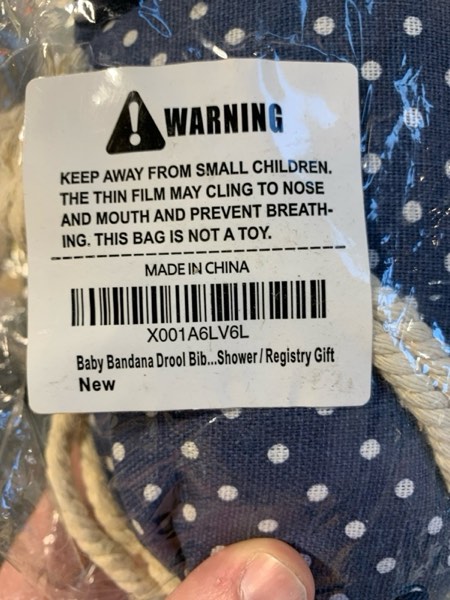 WARNING
KEEP AWAY FROM SMALL CHILDREN.
THE THIN FILM MAY CLING TO NOSE
AND MOUTH AND PREVENT BREATH-
ING. THIS BAG IS NOT A TOY.
MADE IN CHINA
X001A6LV6L
Baby Bandana Drool Bib...Shower / Registry Gift
New